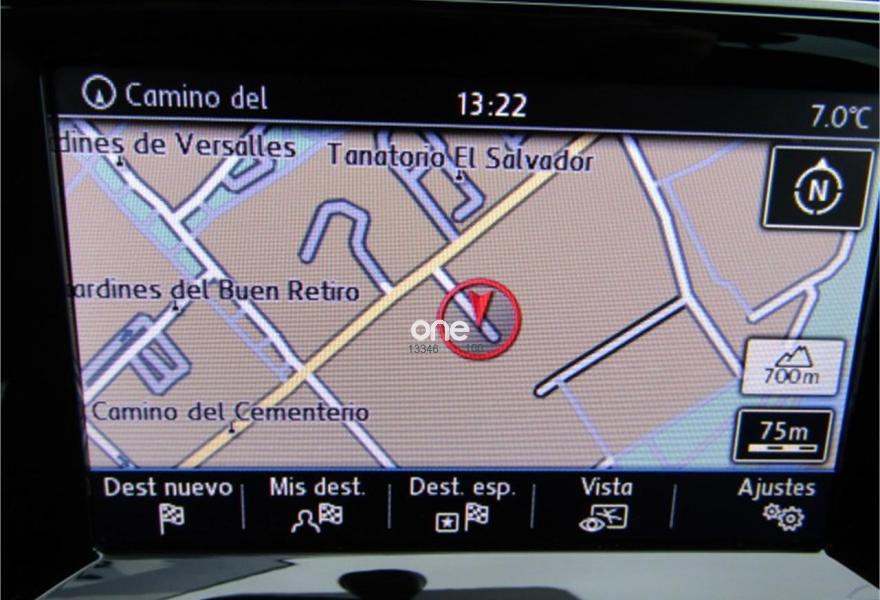 Camino del
13:22
7.0°C
dines de Versalles
Tanatorio El Salvador
N
ardines del Buen Retiro
one
13346 100
700m
Camino del Cementerio
75m
Dest nuevo
Mis dest.
Dest. esp.
Vista
Ajustes